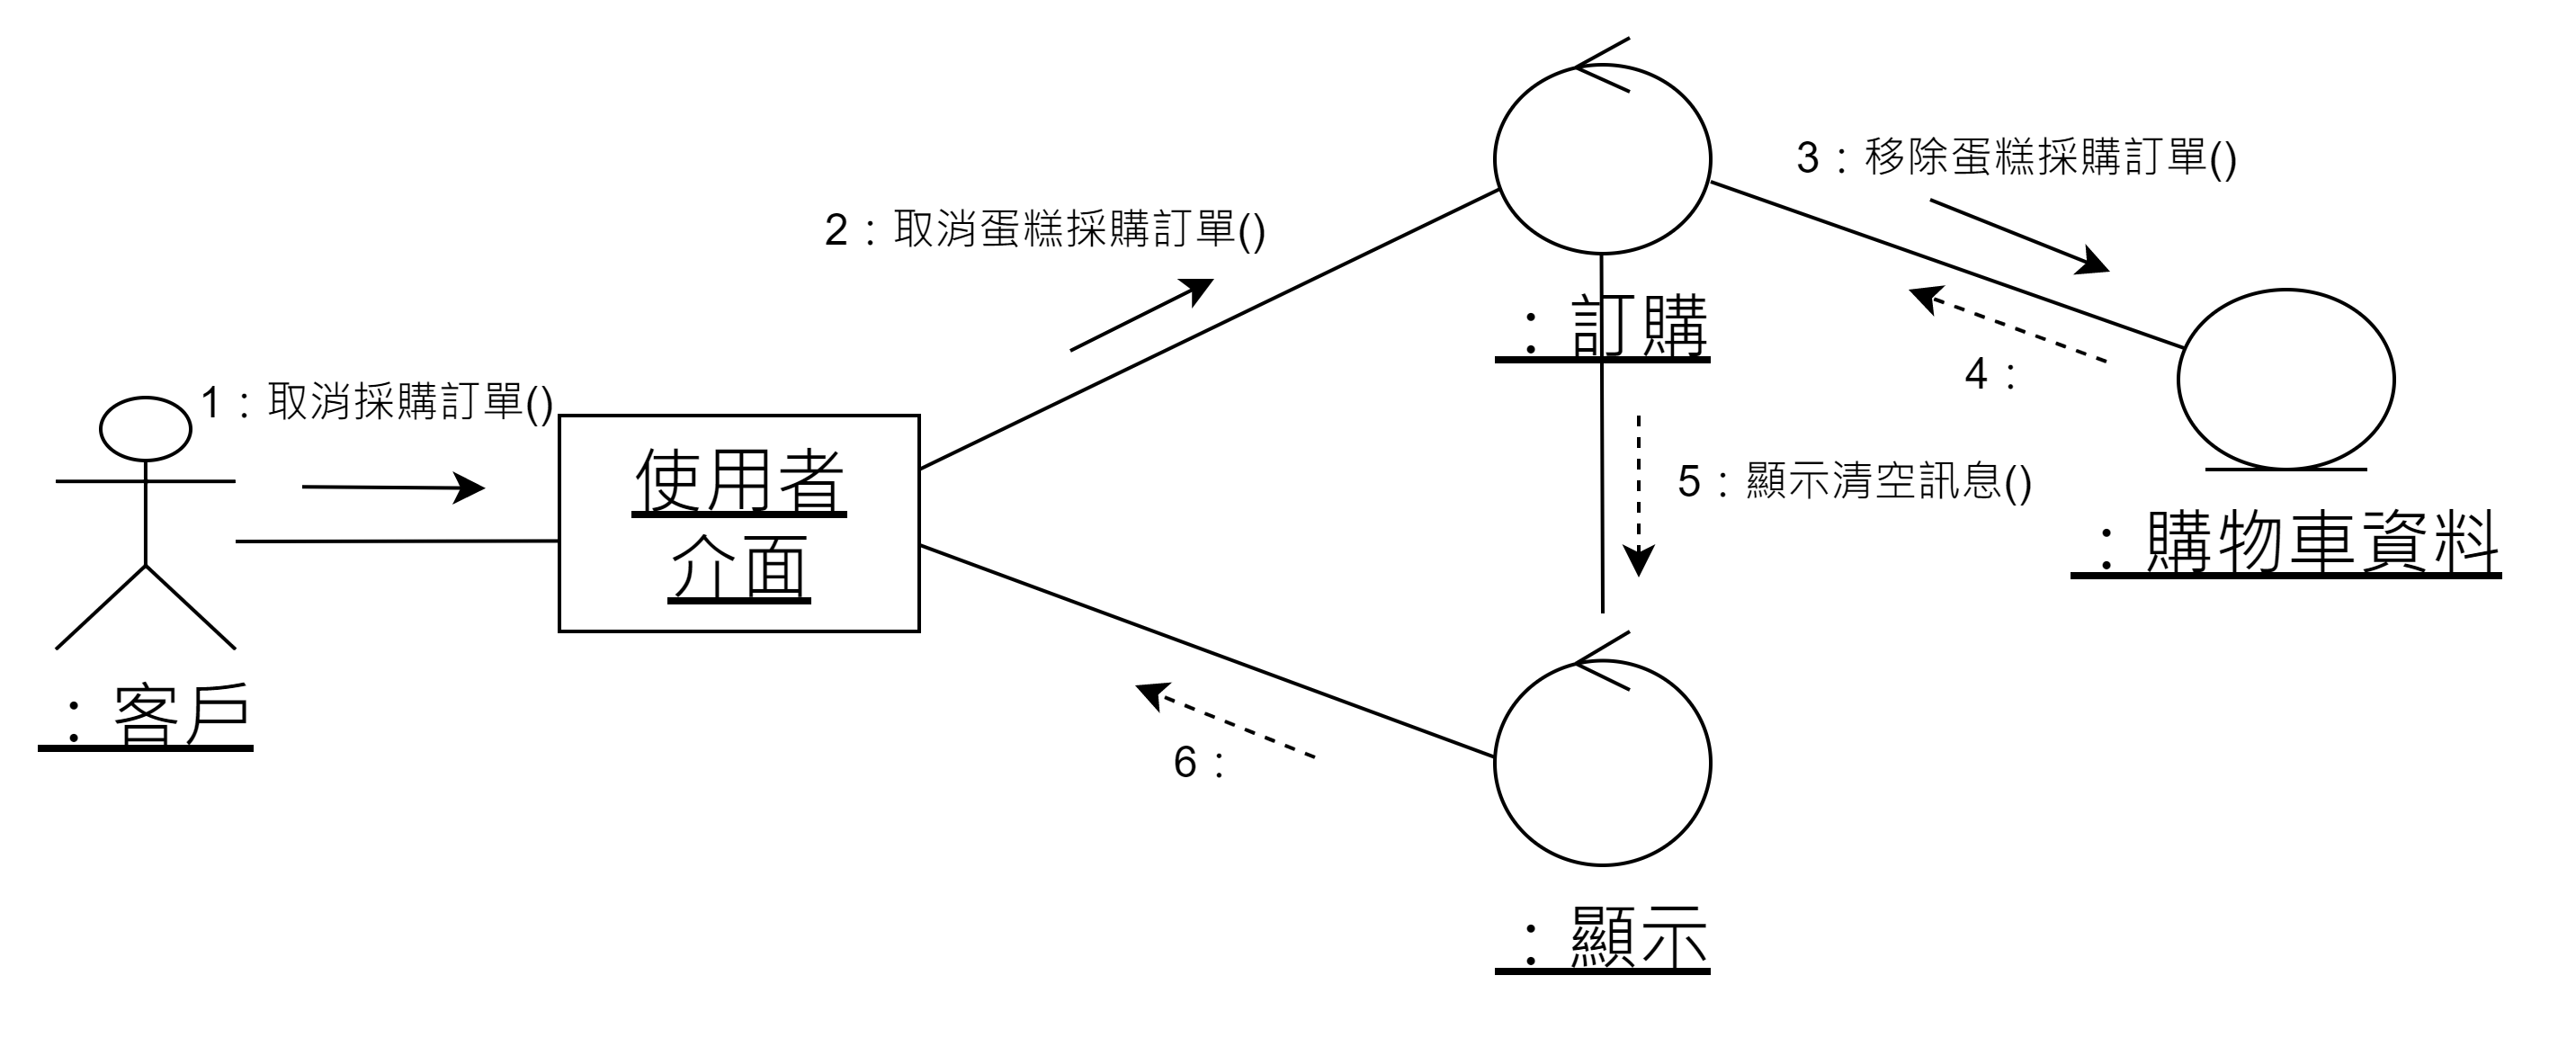 1：取消採購訂單()
：客戶
使用者
介面
2：取消蛋糕採購訂單()
：訂購
3：移除蛋糕採購訂單()
4：
：購物車資料
5：顯示清空訊息()
：顯示
6：